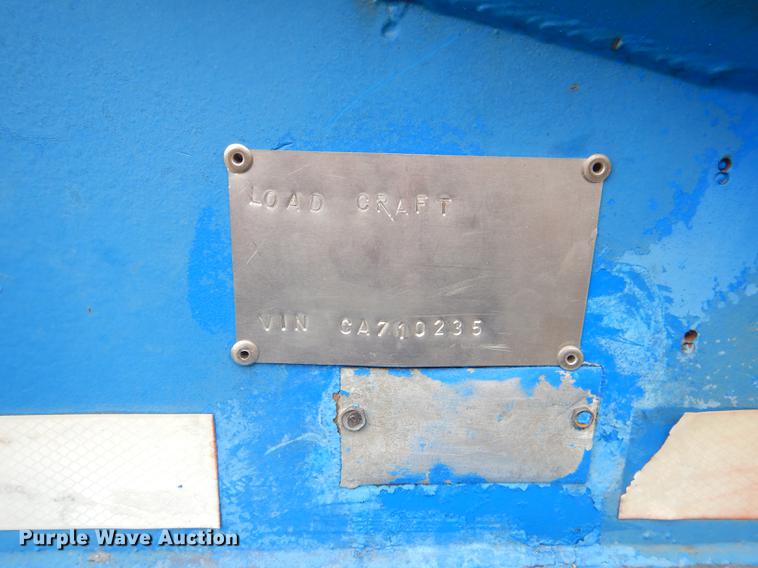 LOAD CRAFT
VIN CA710235
Purple Wave Auction